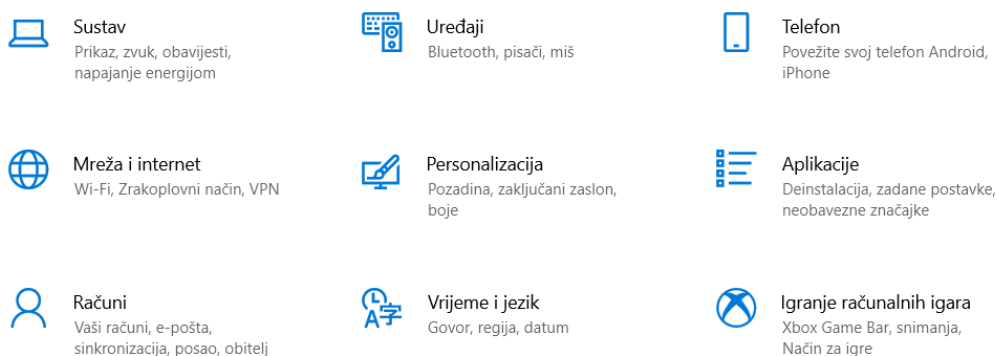 Sustav
Prikaz, zvuk, obavijesti,
napajanje energijom
Uređaji
Bluetooth, pisači, miš
Telefon
Povežite svoj telefon Android,
iPhone
Mreža i internet
Wi-Fi, Zrakoplovni način, VPN
Personalizacija
Pozadina, zaključani zaslon,
boje
Aplikacije
Deinstalacija, zadane postavke,
neobavezne značajke
Računi
Vaši računi, e-pošta,
sinkronizacija, posao, obitelj
Vrijeme i jezik
Govor, regija, datum
Igranje računalnih igara
Xbox Game Bar, snimanja,
Način za igre